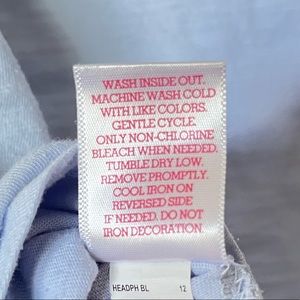 WASH INSIDE OUT.
MACHINE WASH COLD
WITH LIKE COLORS.
GENTLE CYCLE.
ONLY NON-CHLORINE
BLEACH WHEN NEEDED.
TUMBLE DRY LOW.
REMOVE PROMPTLY.
COOL IRON ON
REVERSED SIDE
IF NEEDED. DO NOT
IRON DECORATION.
HEADPH BL 12